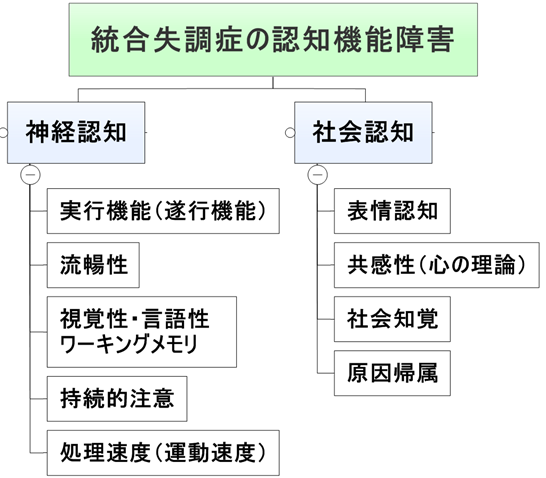 統合失調症の認知機能障害
神経認知
実行機能(遂行機能)
流暢性
視覚性・言語性
ワーキングメモリ
持続的注意
処理速度(運動速度)
社会認知
表情認知
共感性(心の理論)
社会知覚
原因帰属